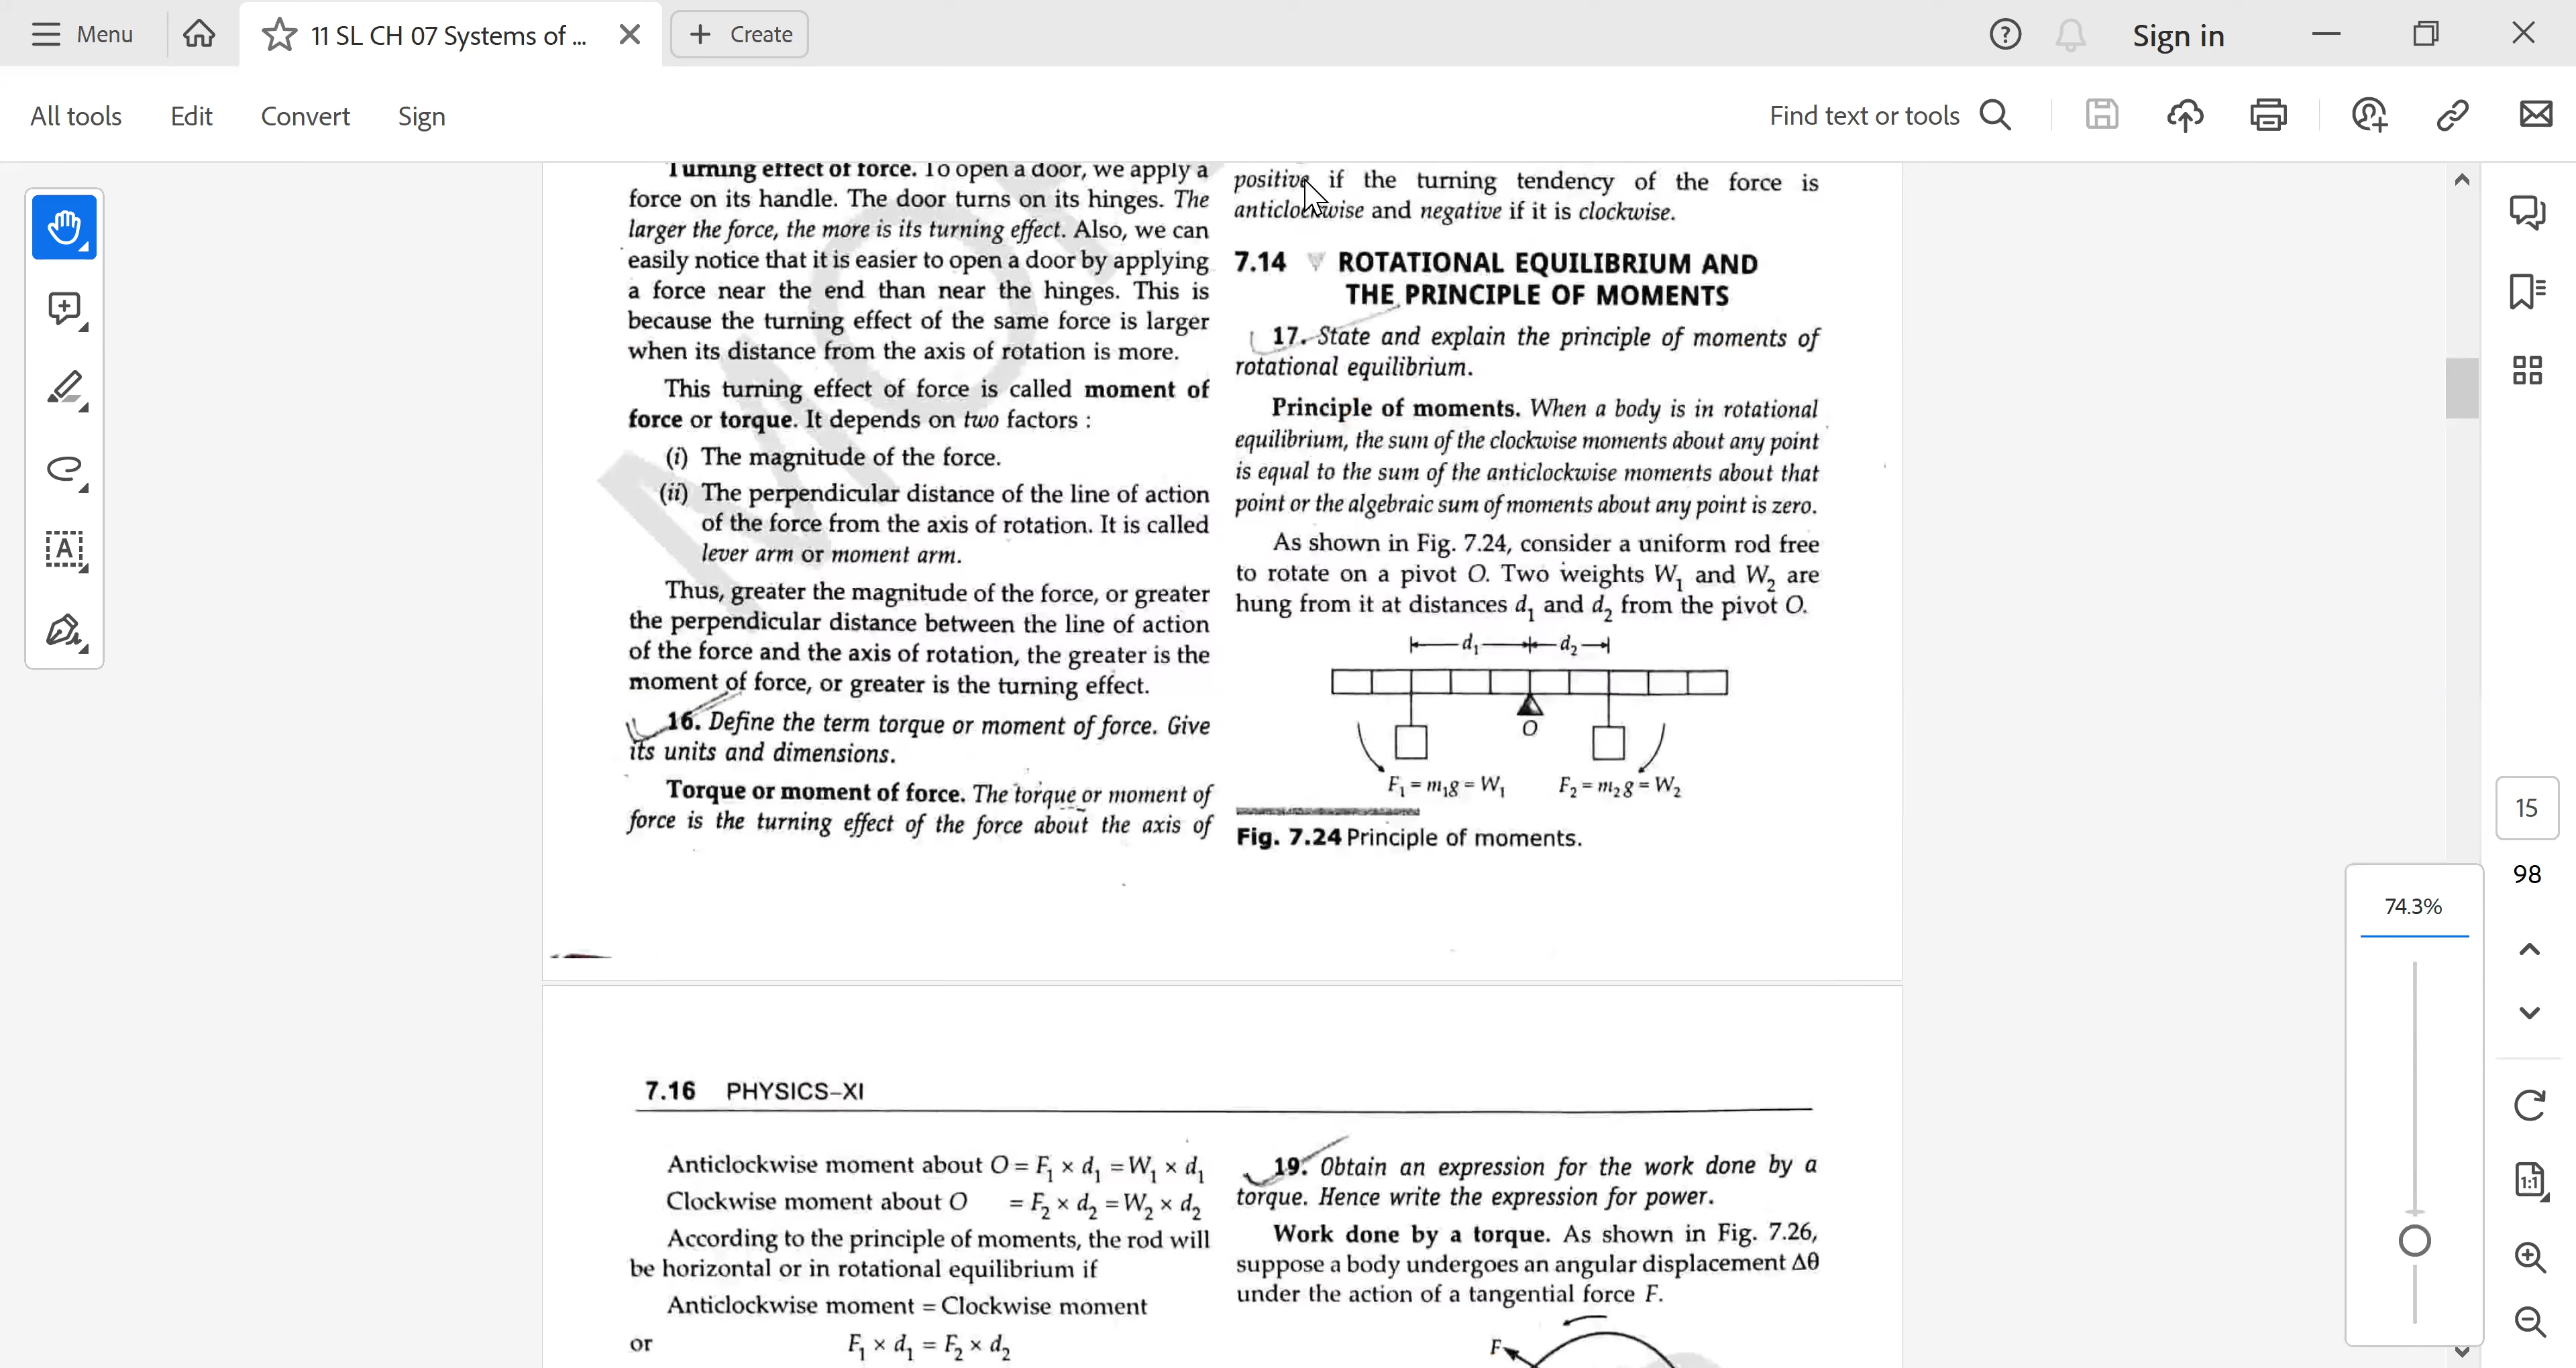 Menu
11 SL CH 07 Systems of ...
Create
Sign in
All tools
Edit
Convert
Sign
Find text or tools
Turning effect of force. To open a door, we apply a
force on its handle. The door turns on its hinges. The
larger the force, the more is its turning effect. Also, we can
easily notice that it is easier to open a door by applying
a force near the end than near the hinges. This is
because the turning effect of the same force is larger
when its distance from the axis of rotation is more.
This turning effect of force is called moment of
force or torque. It depends on two factors :
(i) The magnitude of the force.
(ii) The perpendicular distance of the line of action
of the force from the axis of rotation. It is called
lever arm or moment arm.
Thus, greater the magnitude of the force, or greater
the perpendicular distance between the line of action
of the force and the axis of rotation, the greater is the
moment of force, or greater is the turning effect.
16. Define the term torque or moment of force. Give
its units and dimensions.
Torque or moment of force. The torque or moment of
force is the turning effect of the force about the axis of
positive if the turning tendency of the force is
anticlockwise and negative if it is clockwise.
7.14 ROTATIONAL EQUILIBRIUM AND
THE PRINCIPLE OF MOMENTS
17. State and explain the principle of moments of
rotational equilibrium.
Principle of moments. When a body is in rotational
equilibrium, the sum of the clockwise moments about any point
is equal to the sum of the anticlockwise moments about that
point or the algebraic sum of moments about any point is zero.
As shown in Fig. 7.24, consider a uniform rod free
to rotate on a pivot O. Two weights W₁ and W₂ are
hung from it at distances d₁ and d₂ from the pivot O.
d₁ d₂
O
F₁ = m₁g = W₁ F₂ = m₂g = W₂
Fig. 7.24 Principle of moments.
7.16 PHYSICS–XI
Anticlockwise moment about O = F₁ × d₁ = W₁ × d₁
Clockwise moment about O = F₂ × d₂ = W₂ × d₂
According to the principle of moments, the rod will
be horizontal or in rotational equilibrium if
Anticlockwise moment = Clockwise moment
or F₁ × d₁ = F₂ × d₂
19. Obtain an expression for the work done by a
torque. Hence write the expression for power.
Work done by a torque. As shown in Fig. 7.26,
suppose a body undergoes an angular displacement Δθ
under the action of a tangential force F.
F
15
98
74.3%
1:1